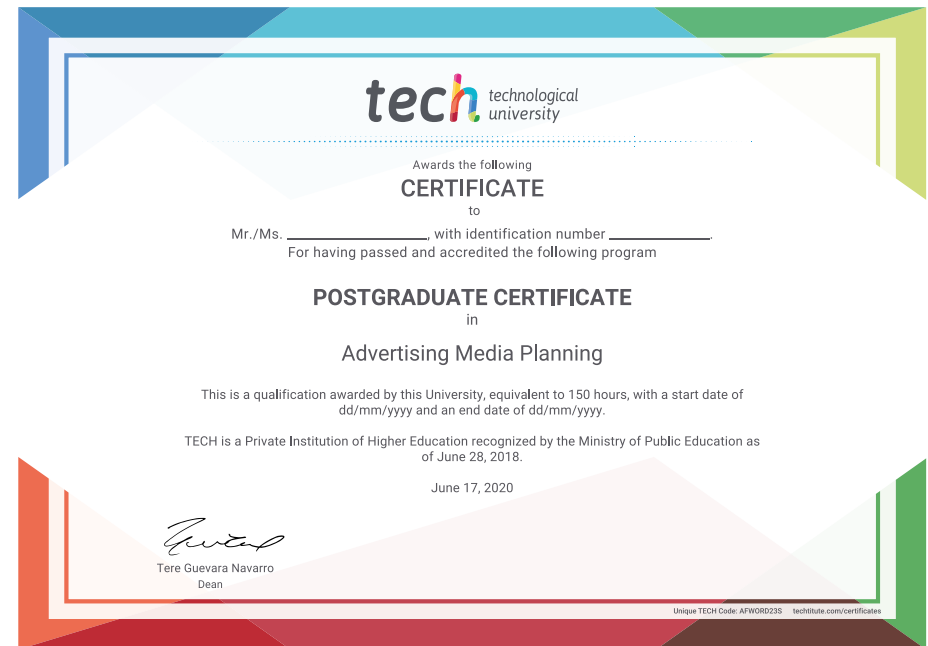 tech technological
university
Awards the following
CERTIFICATE
to
Mr./Ms. ____________________, with identification number ______________.
For having passed and accredited the following program
POSTGRADUATE CERTIFICATE
in
Advertising Media Planning
This is a qualification awarded by this University, equivalent to 150 hours, with a start date of
dd/mm/yyyy and an end date of dd/mm/yyyy.
TECH is a Private Institution of Higher Education recognized by the Ministry of Public Education as
of June 28, 2018.
June 17, 2020
Tere Guevara Navarro
Dean
Unique TECH Code: AFWORD23S techtitute.com/certificates